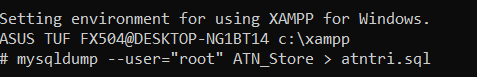 Setting environment for using XAMPP for Windows.
ASUS TUF FX504@DESKTOP-NG1BT14 c:\xampp
# mysqldump --user="root" ATN_Store > atntri.sql